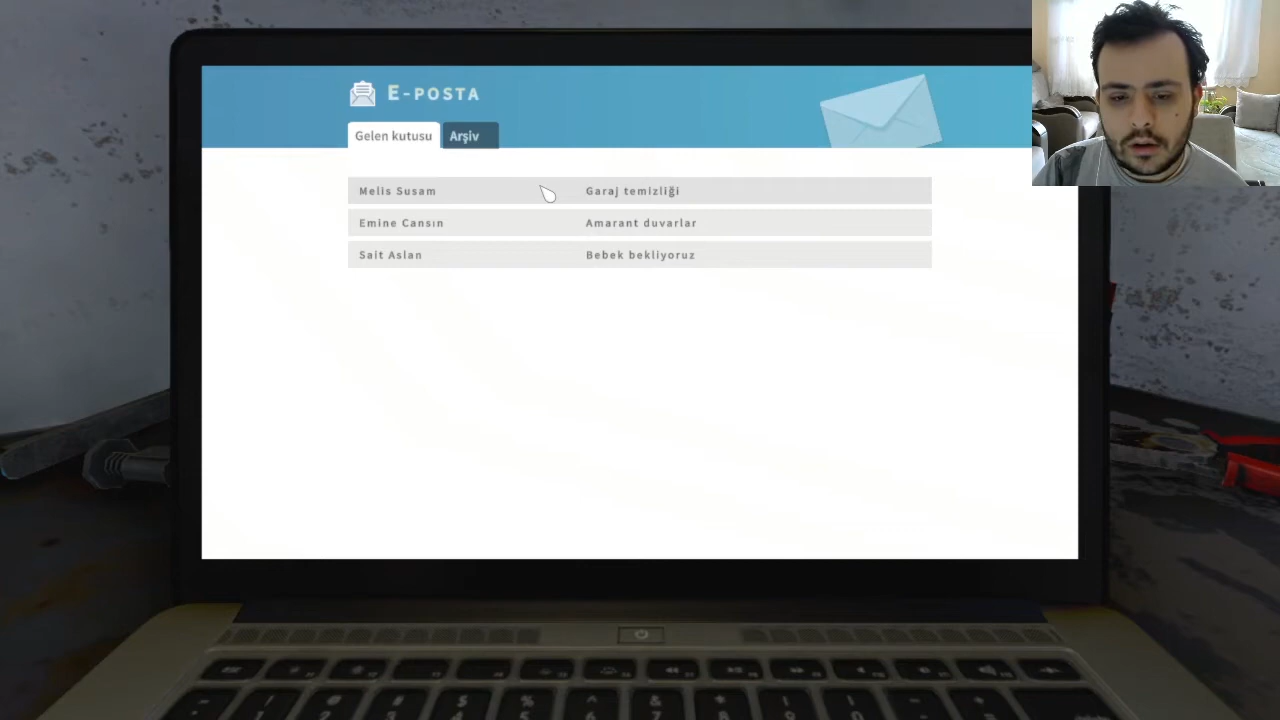 E-POSTA
Gelen kutusu Arşiv
Melis Susam Garaj temizliği
Emine Cansın Amarant duvarlar
Sait Aslan Bebek bekliyoruz